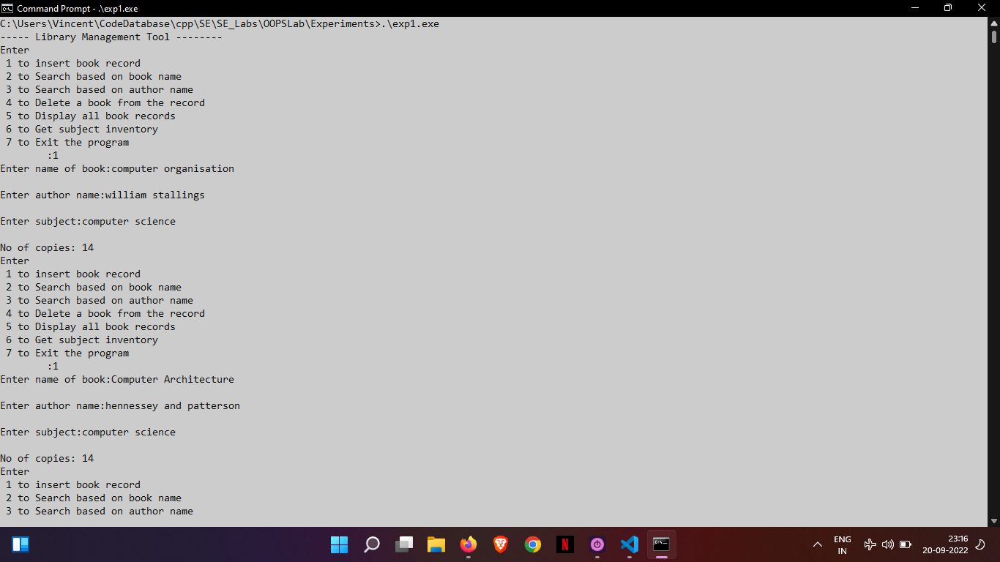 Command Prompt - .\exp1.exe
C:\Users\Vincent\CodeDatabase\cpp\SE\SE_Labs\OOPSLab\Experiments>.\exp1.exe
----- Library Management Tool --------
Enter
 1 to insert book record
 2 to Search based on book name
 3 to Search based on author name
 4 to Delete a book from the record
 5 to Display all book records
 6 to Get subject inventory
 7 to Exit the program
        :1
Enter name of book:computer organisation

Enter author name:william stallings

Enter subject:computer science

No of copies: 14
Enter
 1 to insert book record
 2 to Search based on book name
 3 to Search based on author name
 4 to Delete a book from the record
 5 to Display all book records
 6 to Get subject inventory
 7 to Exit the program
        :1
Enter name of book:Computer Architecture

Enter author name:hennessey and patterson

Enter subject:computer science

No of copies: 14
Enter
 1 to insert book record
 2 to Search based on book name
 3 to Search based on author name
ENG
IN
23:16
20-09-2022